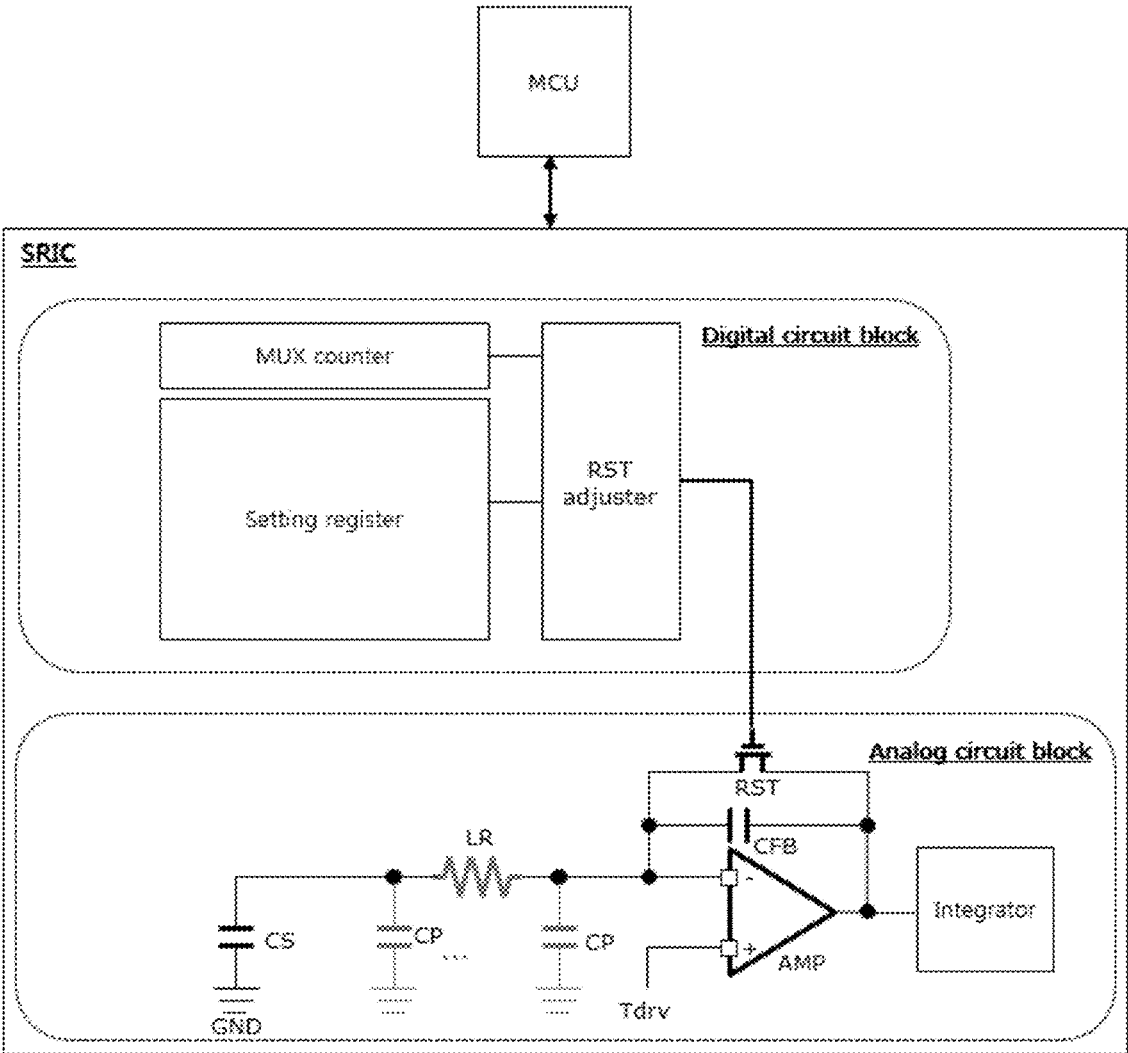 MCU
SRIC
Digital circuit block
MUX counter
RST
adjuster
Setting register
Analog circuit block
RST
CFB
LR
-
CS
CP
...
CP
+
AMP
Integrator
Tdrv
GND